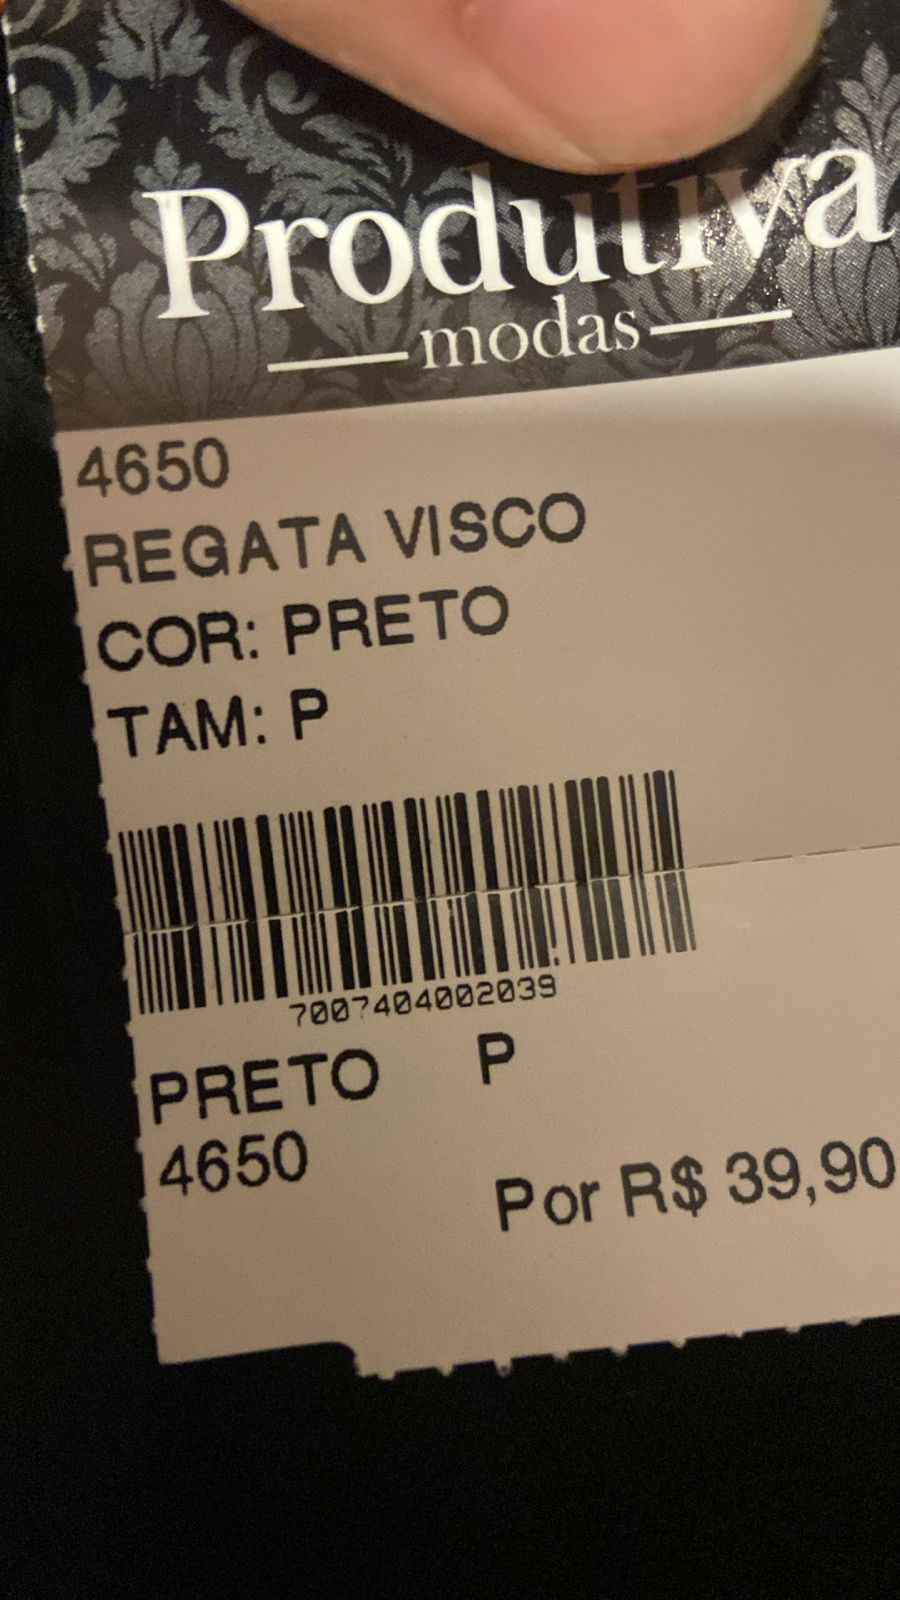 Produtiva
modas
4650
REGATA VISCO
COR: PRETO
TAM: P
7007404002039
PRETO P
4650
Por R$ 39,90